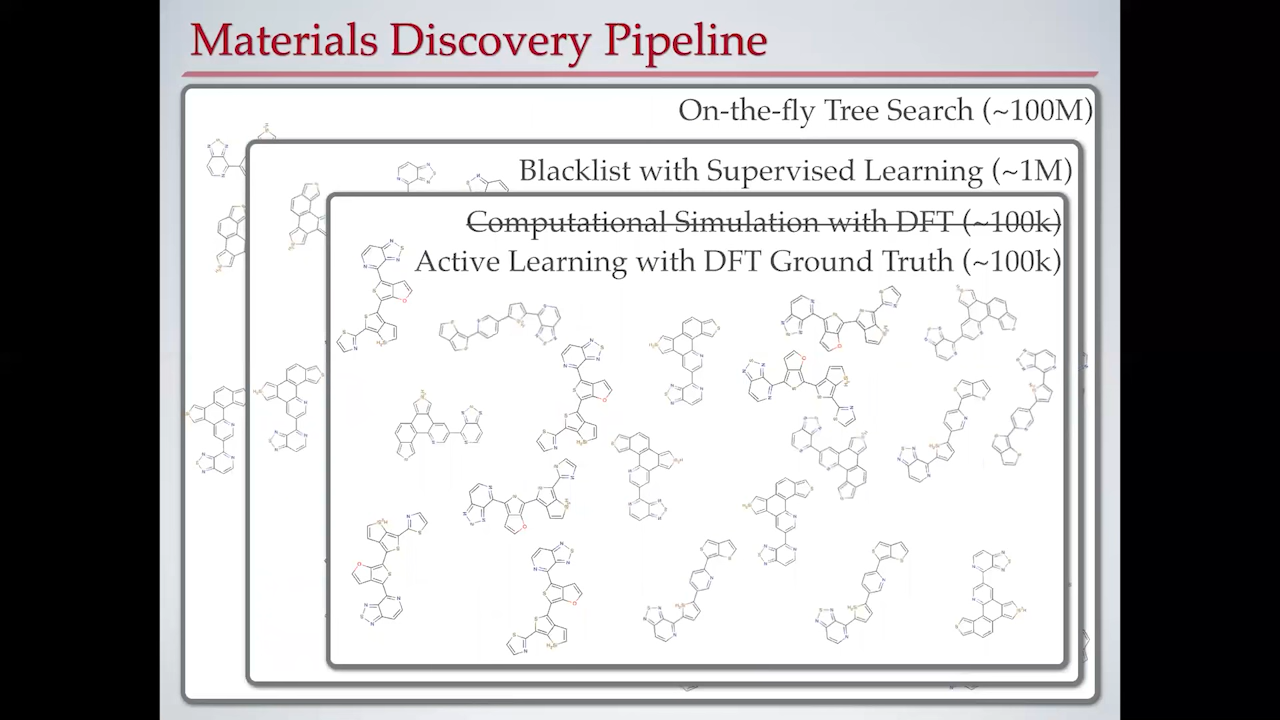 Materials Discovery Pipeline
On-the-fly Tree Search (~100M)
Blacklist with Supervised Learning (~1M)
Computational Simulation with DFT (~100k)
Active Learning with DFT Ground Truth (~100k)